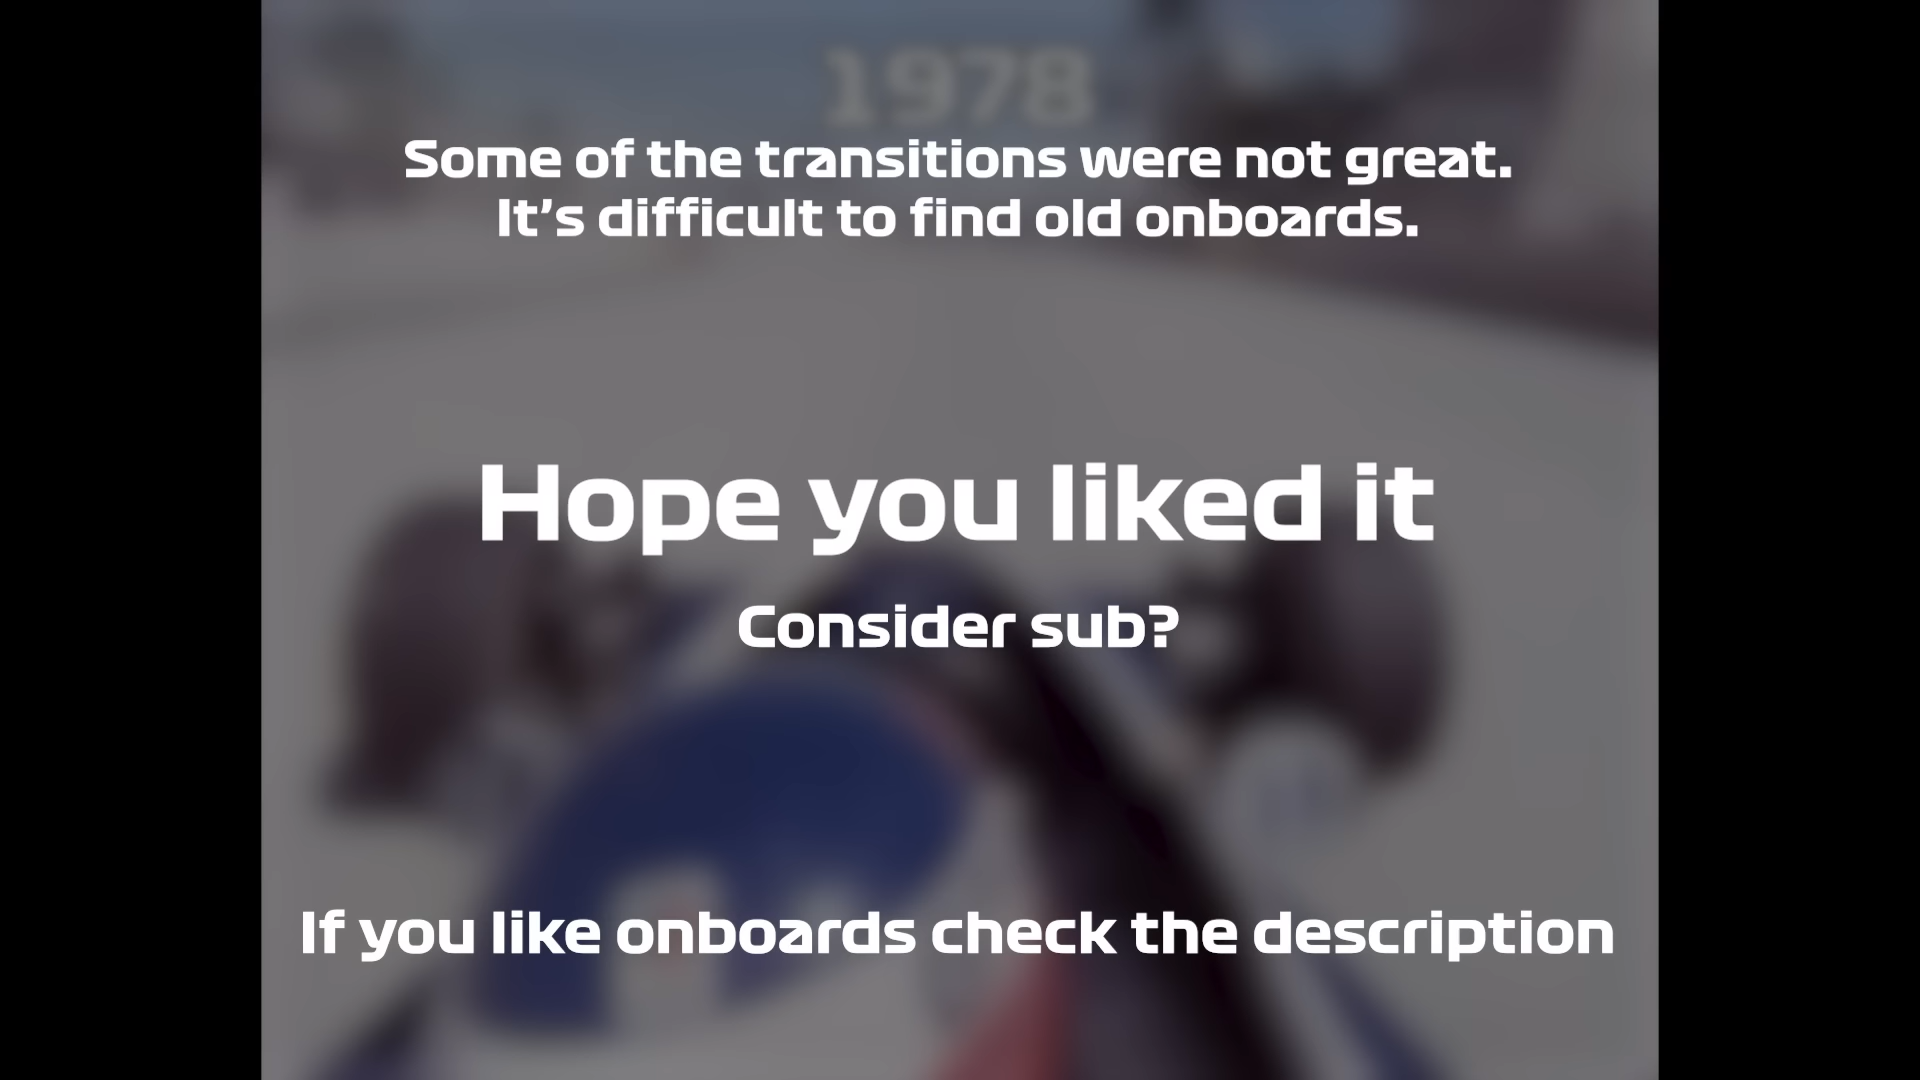 1978
Some of the transitions were not great.
It's difficult to find old onboards.
Hope you liked it
Consider sub?
If you like onboards check the description